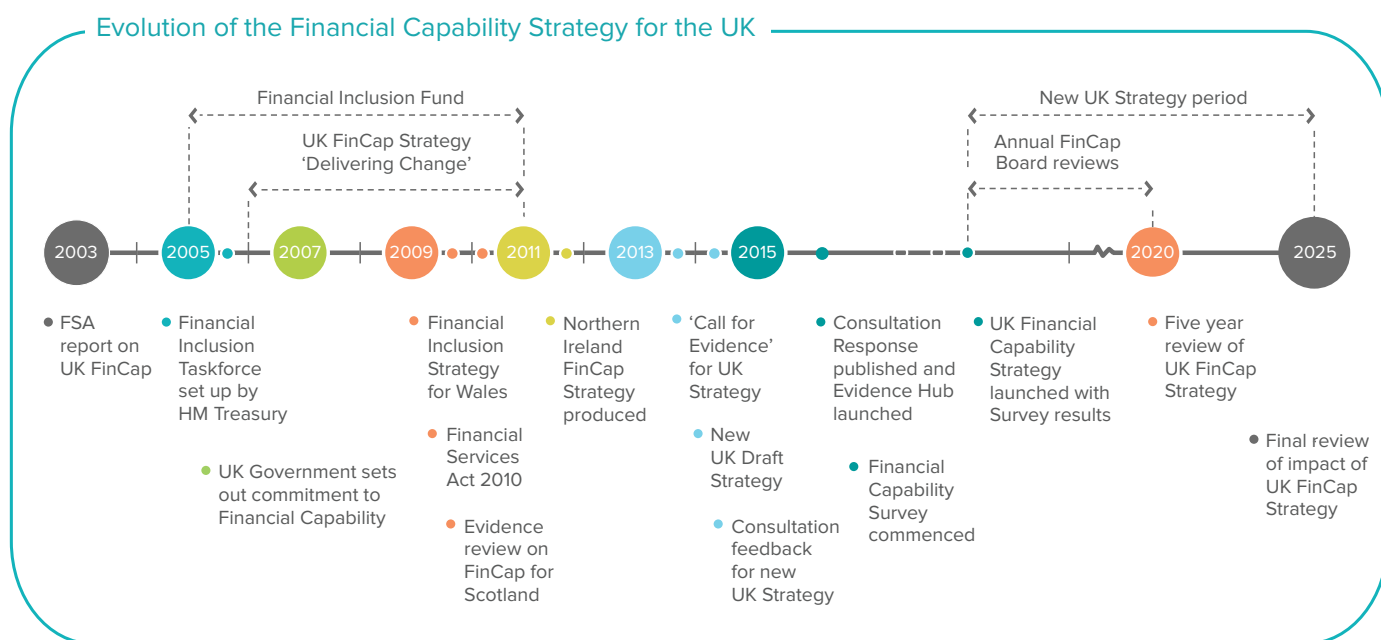 Evolution of the Financial Capability Strategy for the UK
Financial Inclusion Fund
UK FinCap Strategy
‘Delivering Change’
New UK Strategy period
Annual FinCap
Board reviews
2003
2005
2007
2009
2011
2013
2015
2020
2025
FSA
report on
UK FinCap
Financial
Inclusion
Taskforce
set up by
HM Treasury
UK Government sets
out commitment to
Financial Capability
Financial
Inclusion
Strategy
for Wales
Financial
Services
Act 2010
Evidence
review on
FinCap for
Scotland
Northern
Ireland
FinCap
Strategy
produced
‘Call for
Evidence’
for UK
Strategy
New
UK Draft
Strategy
Consultation
feedback
for new
UK Strategy
Consultation
Response
published and
Evidence Hub
launched
Financial
Capability
Survey
commenced
UK Financial
Capability
Strategy
launched with
Survey results
Five year
review of
UK FinCap
Strategy
Final review
of impact of
UK FinCap
Strategy